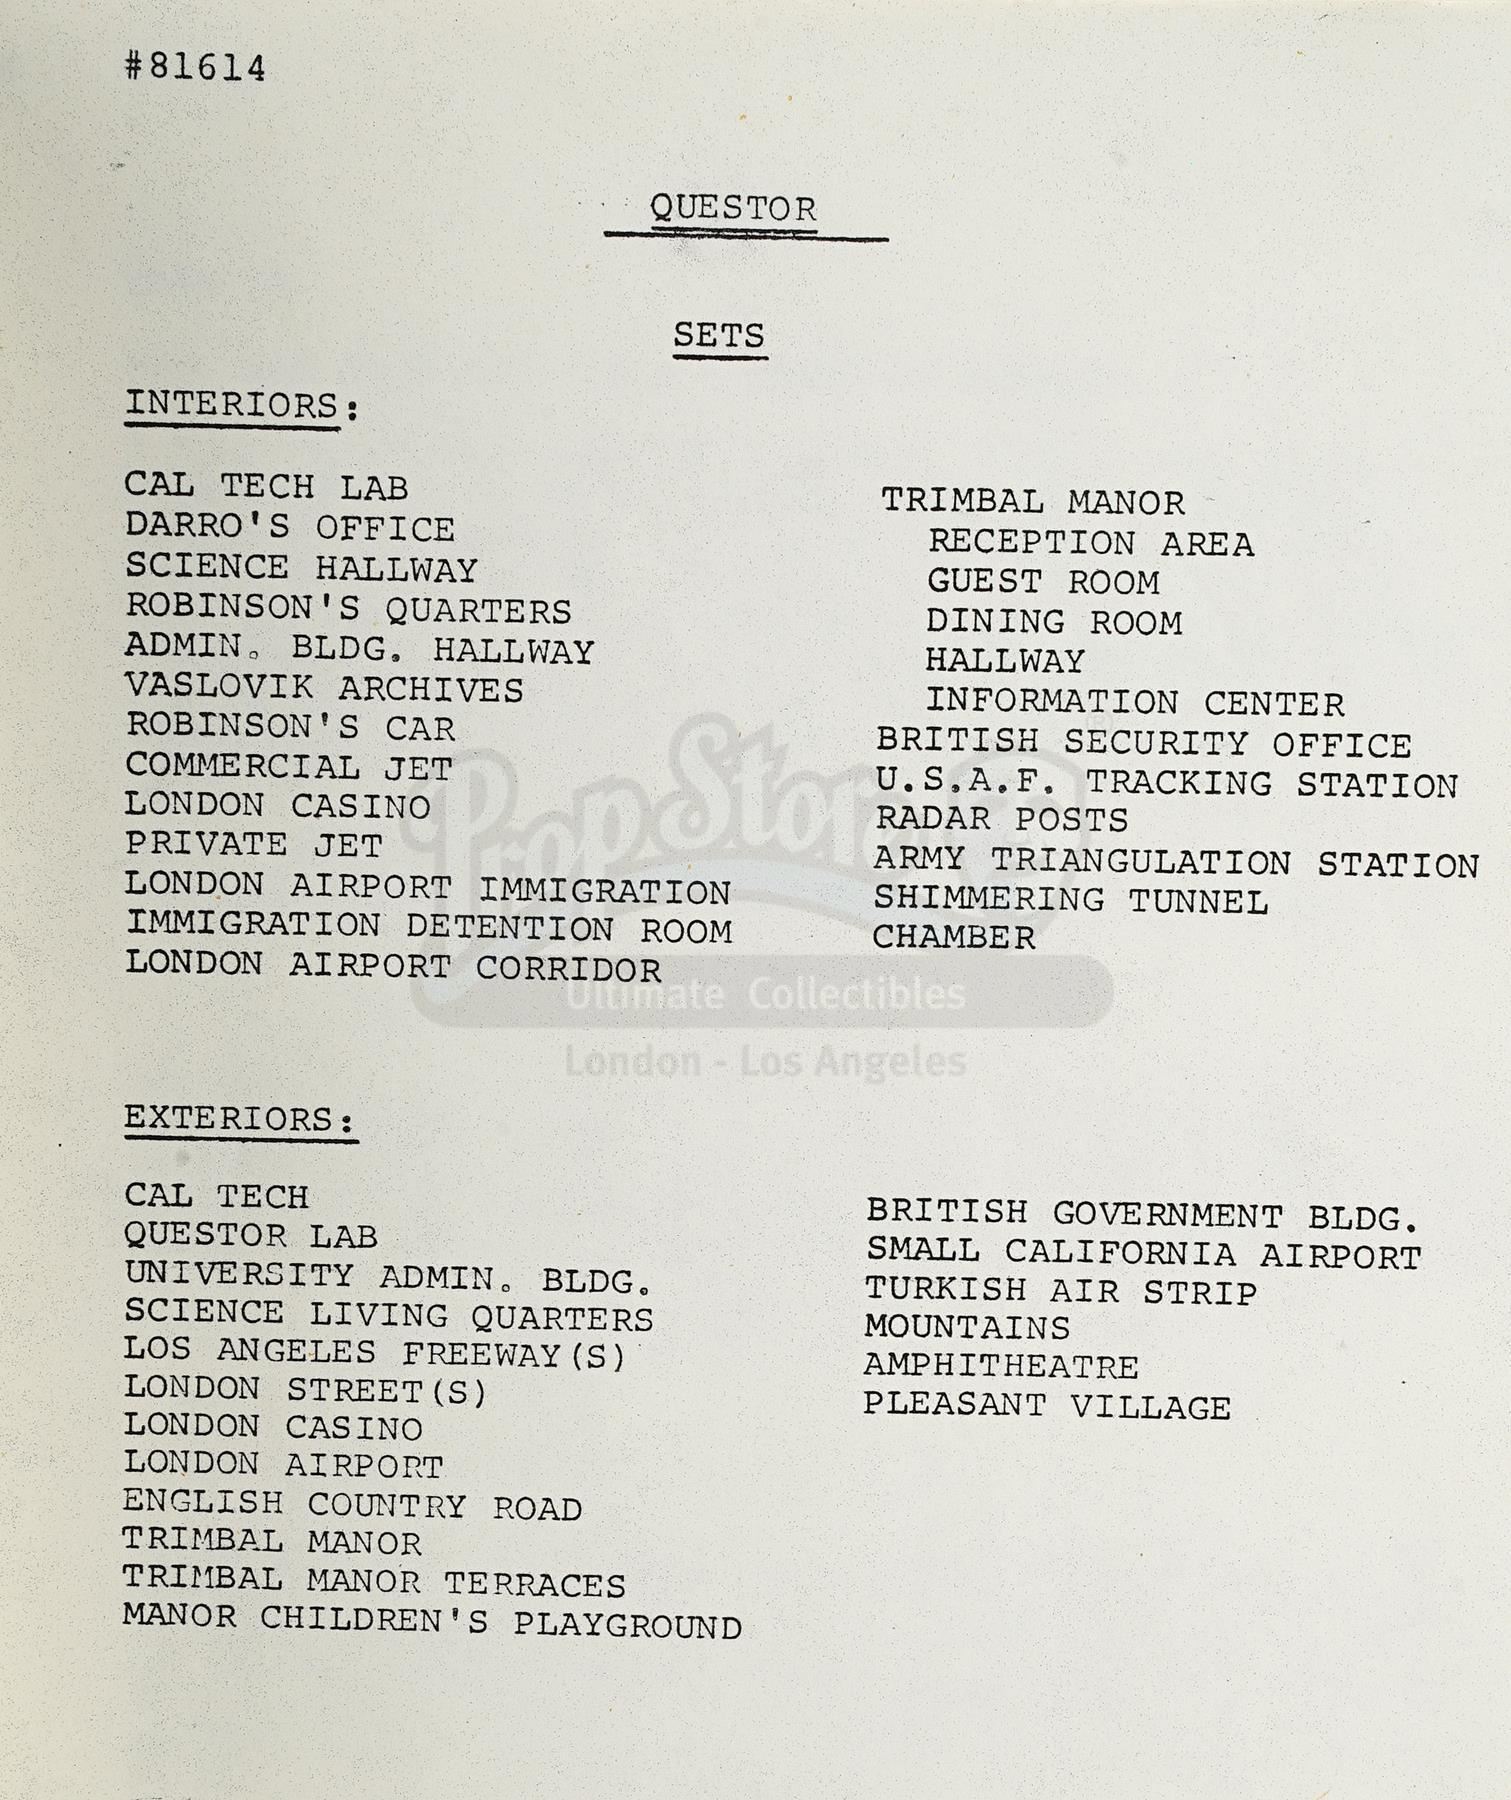 #81614
QUESTOR
SETS
INTERIORS:
CAL TECH LAB
DARRO'S OFFICE
SCIENCE HALLWAY
ROBINSON'S QUARTERS
ADMIN. BLDG. HALLWAY
VASLOVIK ARCHIVES
ROBINSON'S CAR
COMMERCIAL JET
LONDON CASINO
PRIVATE JET
LONDON AIRPORT IMMIGRATION
IMMIGRATION DETENTION ROOM
LONDON AIRPORT CORRIDOR
TRIMBAL MANOR
RECEPTION AREA
GUEST ROOM
DINING ROOM
HALLWAY
INFORMATION CENTER
BRITISH SECURITY OFFICE
U.S.A.F. TRACKING STATION
RADAR POSTS
ARMY TRIANGULATION STATION
SHIMMERING TUNNEL
CHAMBER
PropStore
®
Ultimate Collectibles
London - Los Angeles
EXTERIORS:
CAL TECH
QUESTOR LAB
UNIVERSITY ADMIN. BLDG.
SCIENCE LIVING QUARTERS
LOS ANGELES FREEWAY(S)
LONDON STREET(S)
LONDON CASINO
LONDON AIRPORT
ENGLISH COUNTRY ROAD
TRIMBAL MANOR
TRIMBAL MANOR TERRACES
MANOR CHILDREN'S PLAYGROUND
BRITISH GOVERNMENT BLDG.
SMALL CALIFORNIA AIRPORT
TURKISH AIR STRIP
MOUNTAINS
AMPHITHEATRE
PLEASANT VILLAGE